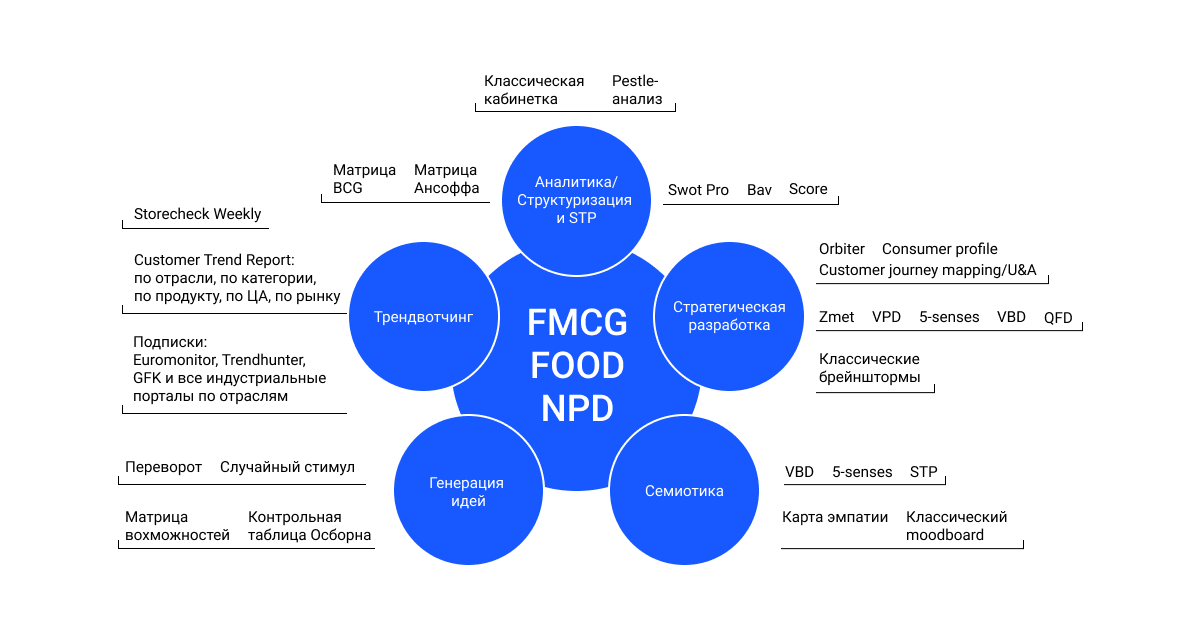 Классическая
кабинетка
Pestle-
анализ
Матрица
BCG
Матрица
Ансоффа
Аналитика/
Структуризация
и STP
Swot Pro Bav Score
Storecheck Weekly
Customer Trend Report:
по отрасли, по категории,
по продукту, по ЦА, по рынку
Подписки:
Euromonitor, Trendhunter,
GFK и все индустриальные
порталы по отраслям
Трендвотчинг
FMCG
FOOD
NPD
Стратегическая
разработка
Orbiter Consumer profile
Customer journey mapping/U&A
Zmet VPD 5-senses VBD QFD
Классические
брейнштормы
Переворот Случайный стимул
Матрица
вохможностей
Контрольная
таблица Осборна
Генерация
идей
Семиотика
VBD 5-senses STP
Карта эмпатии
Классический
moodboard